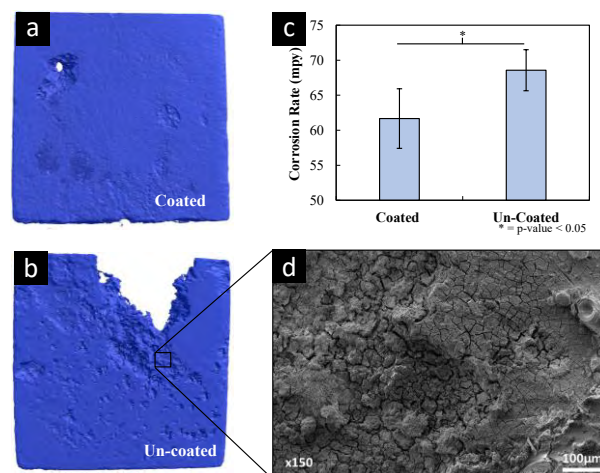 a
Coated
b
Un-coated
c
Corrosion Rate (mpy)
75
70
65
60
55
50
*
Coated
Un-Coated
* = p-value < 0.05
d
x150
100μm